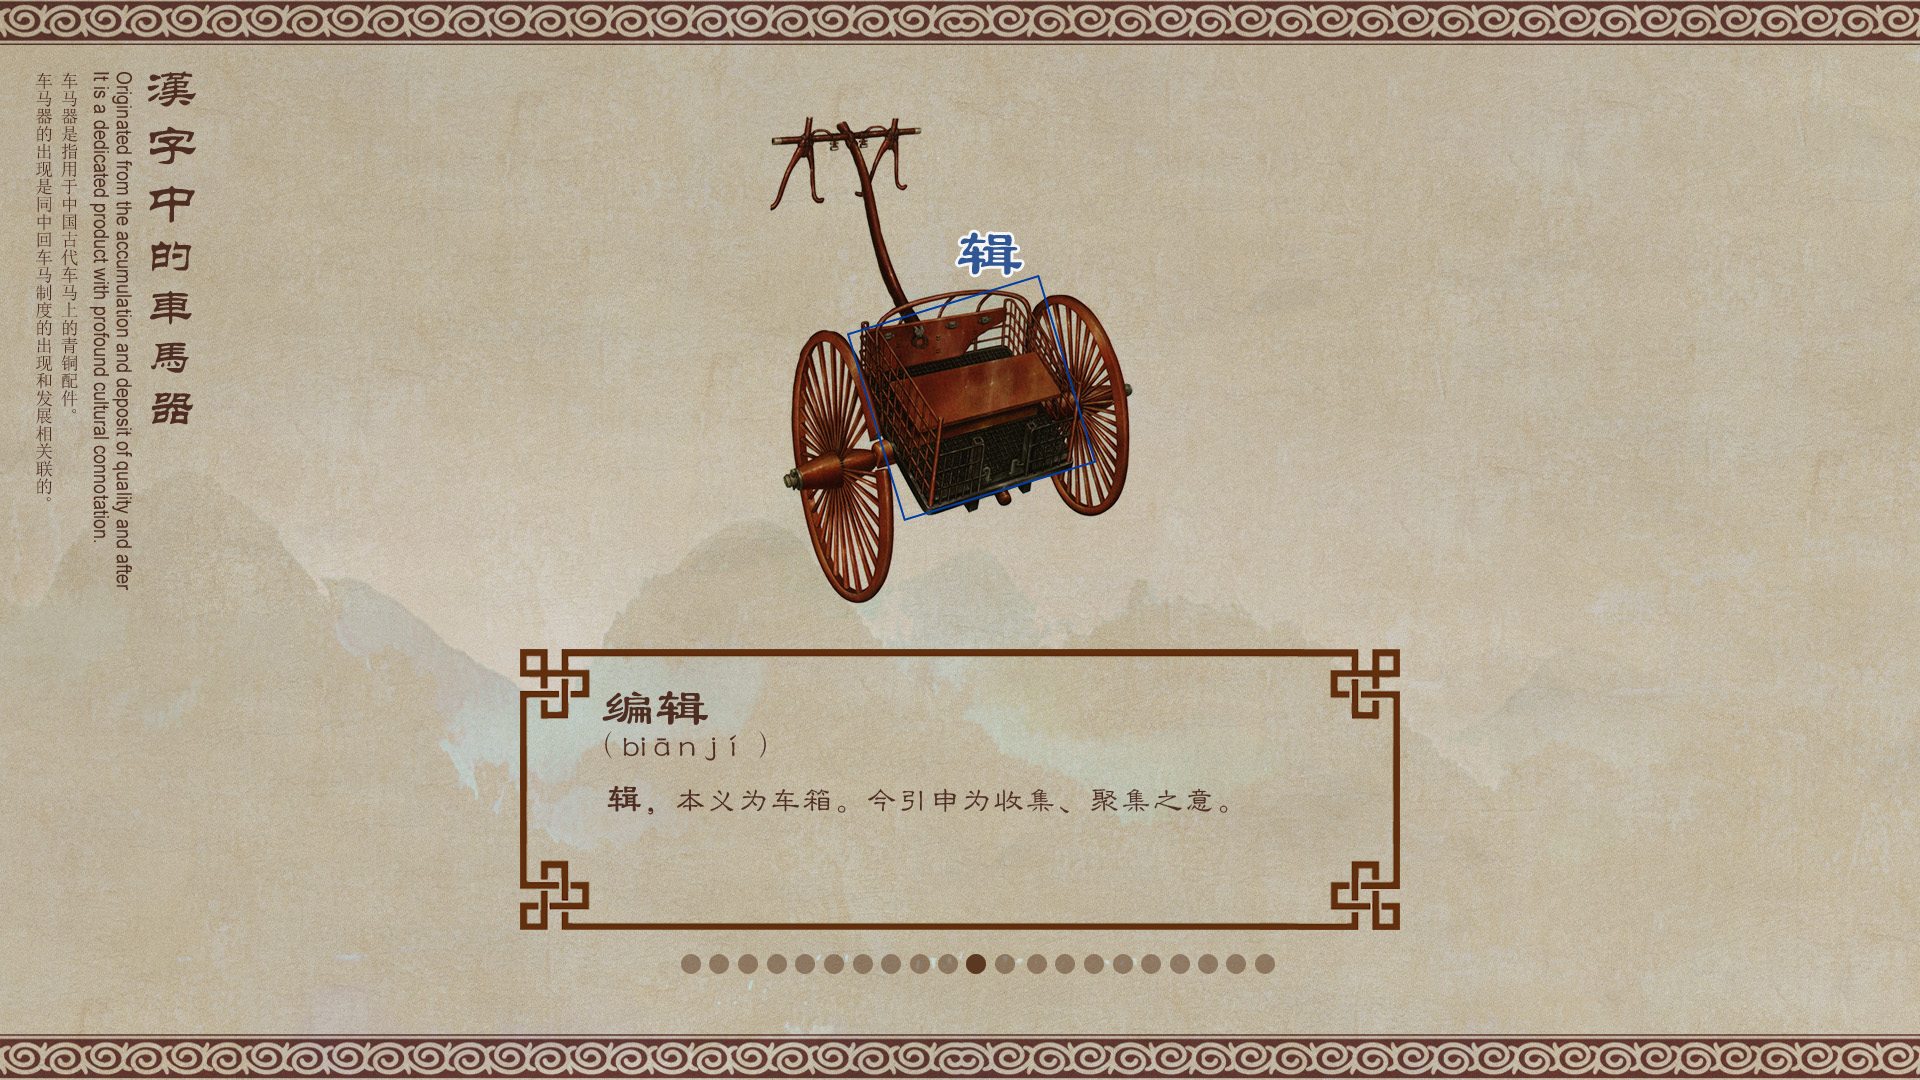 漢字中的車馬器
Originated from the accumulation and deposit of quality and after
It is a dedicated product with profound cultural connotation.
车马器是指用于中国古代车马上的青铜配件。
车马器的出现是同中回车马制度的出现和发展相关联的。
辑
编辑
（biān jí）
辑，本义为车箱。今引申为收集、聚集之意。